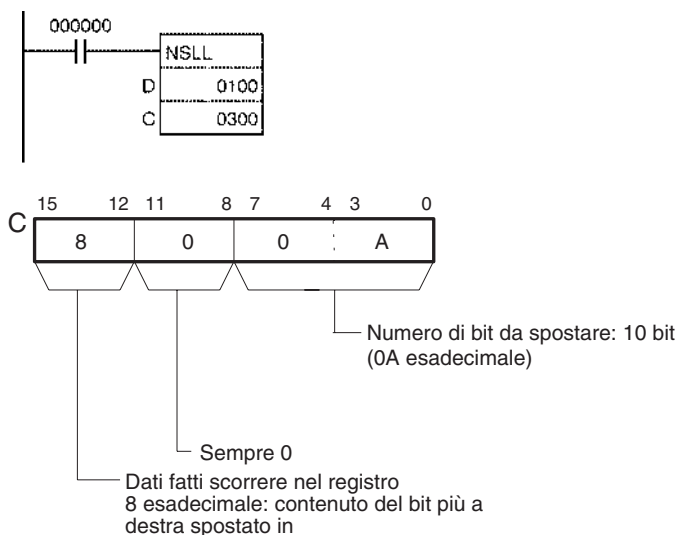 000000
NSLL
D 0100
C 0300
15 12 11 8 7 4 3 0
C 8 0 0 A
Numero di bit da spostare: 10 bit
(0A esadecimale)
Sempre 0
Dati fatti scorrere nel registro
8 esadecimale: contenuto del bit più a
destra spostato in